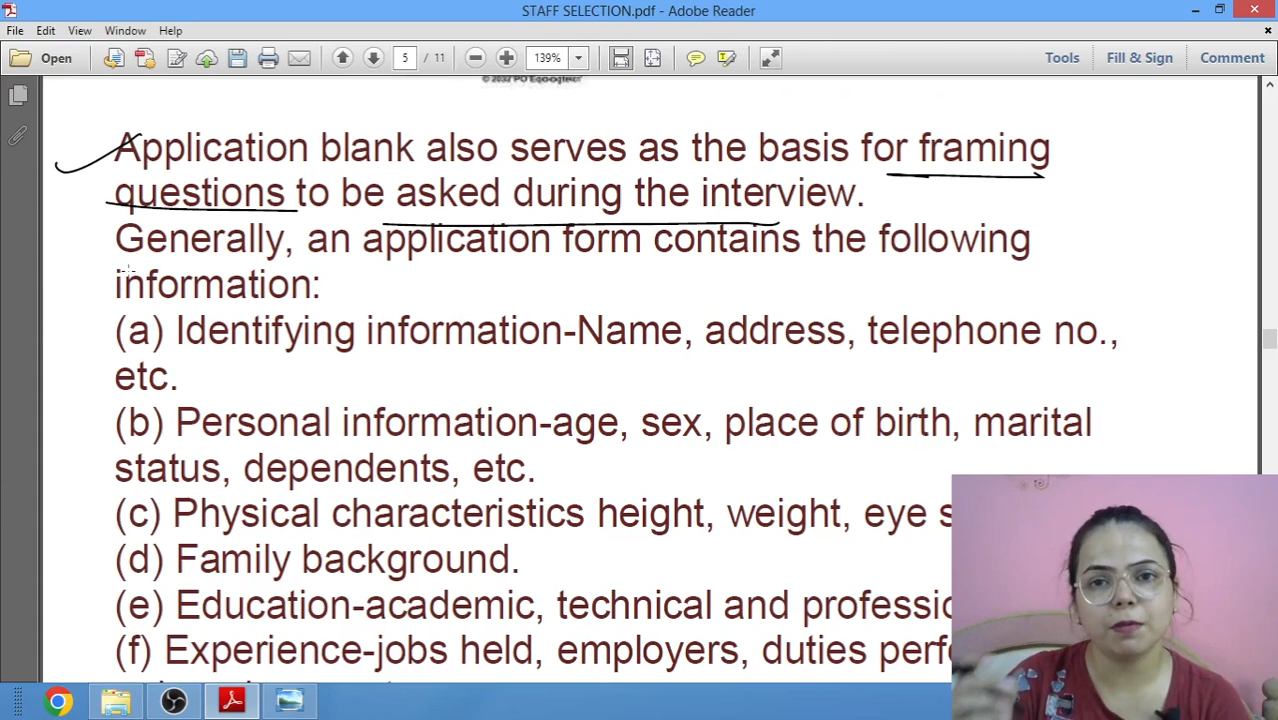 STAFF SELECTION.pdf - Adobe Reader
File Edit View Window Help
Open 5 / 11 139% Tools Fill & Sign Comment
Application blank also serves as the basis for framing
questions to be asked during the interview.
Generally, an application form contains the following
information:
(a) Identifying information-Name, address, telephone no.,
etc.
(b) Personal information-age, sex, place of birth, marital
status, dependents, etc.
(c) Physical characteristics height, weight, eye s
(d) Family background.
(e) Education-academic, technical and professio
(f) Experience-jobs held, employers, duties perfo